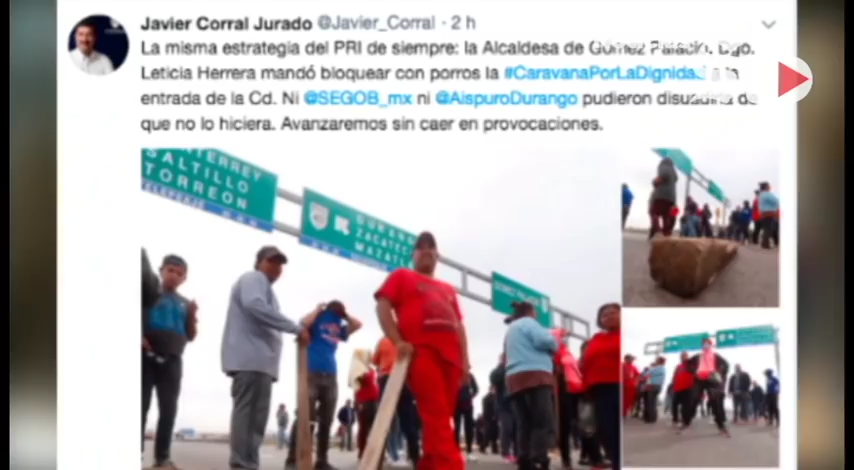 Javier Corral Jurado @Javier_Corral · 2 h
La misma estrategia del PRI de siempre: la Alcaldesa de Gómez Palacio, Dgo.
Leticia Herrera mandó bloquear con porros la #CaravanaPorLaDignidad a la
entrada de la Cd. Ni @SEGOB_mx ni @AispuroDurango pudieron disuadirla de
que no lo hiciera. Avanzaremos sin caer en provocaciones.
MONTERREY
SALTILLO
TORREÓN
ZACATECAS